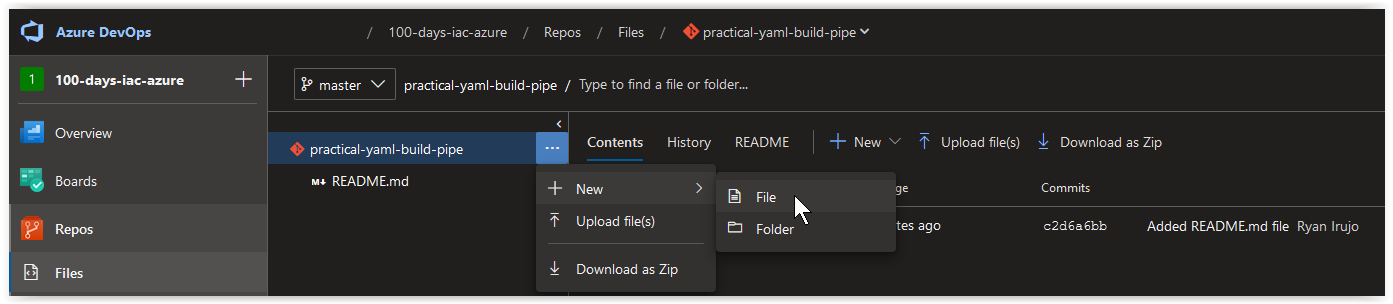 Azure DevOps / 100-days-iac-azure / Repos / Files / practical-yaml-build-pipe
1 100-days-iac-azure
master practical-yaml-build-pipe / Type to find a file or folder...
Overview
Boards
Repos
Files
practical-yaml-build-pipe ...
README.md
Contents History README New Upload file(s) Download as Zip
New
Upload file(s)
Download as Zip
File
Folder
Commits
c2d6a6bb Added README.md file Ryan Irujo
ago